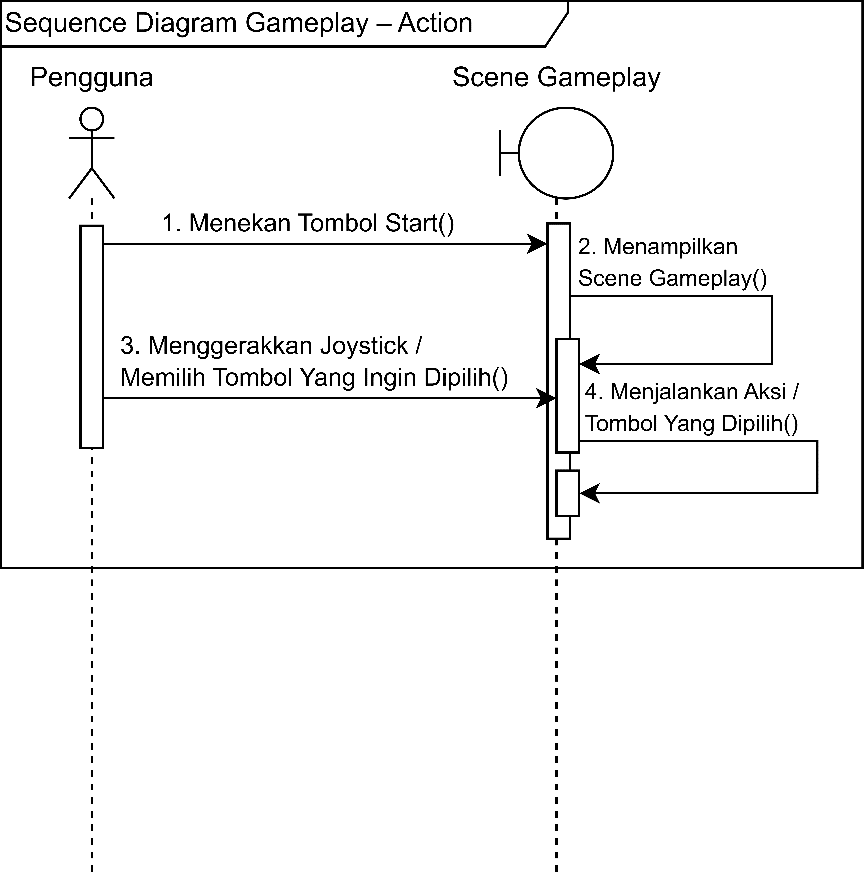 Sequence Diagram Gameplay – Action
Pengguna
Scene Gameplay
1. Menekan Tombol Start()
2. Menampilkan
Scene Gameplay()
3. Menggerakkan Joystick /
Memilih Tombol Yang Ingin Dipilih()
4. Menjalankan Aksi /
Tombol Yang Dipilih()